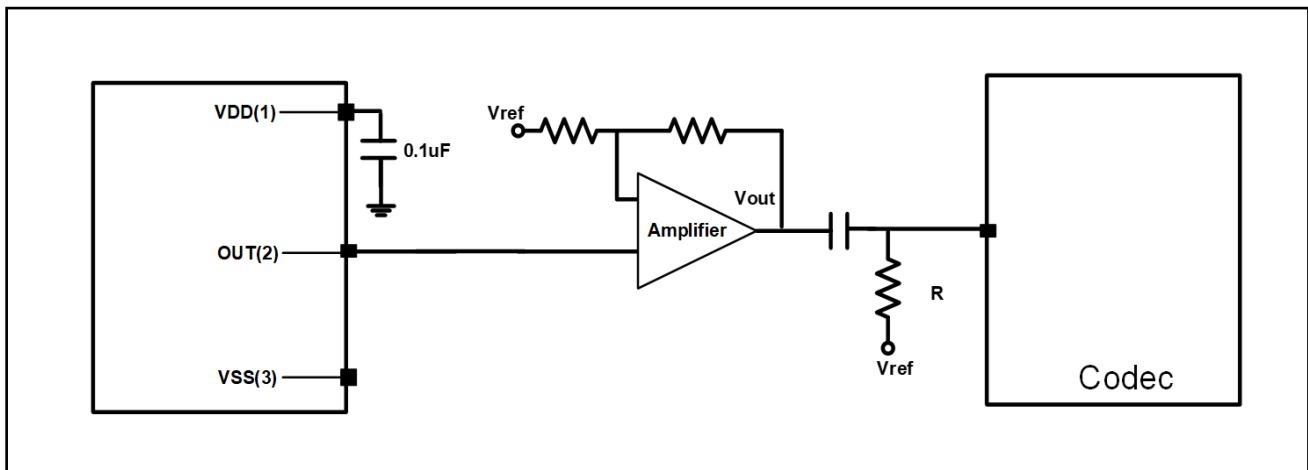 VDD(1)
0.1uF
OUT(2)
VSS(3)
Vref
Amplifier
Vout
R
Vref
Codec